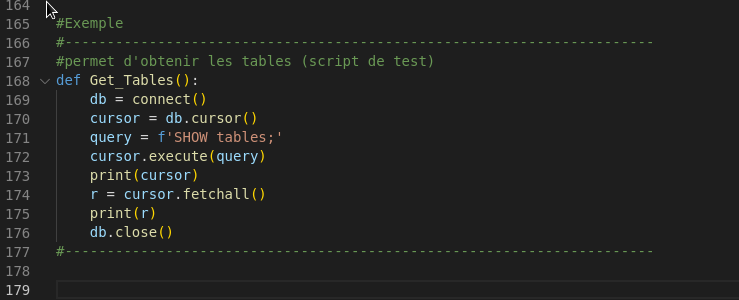 164
165 #Exemple
166 #----------------------------------------------------------------------
167 #permet d'obtenir les tables (script de test)
168 def Get_Tables():
169     db = connect()
170     cursor = db.cursor()
171     query = f'SHOW tables;'
172     cursor.execute(query)
173     print(cursor)
174     r = cursor.fetchall()
175     print(r)
176     db.close()
177 #----------------------------------------------------------------------
178
179